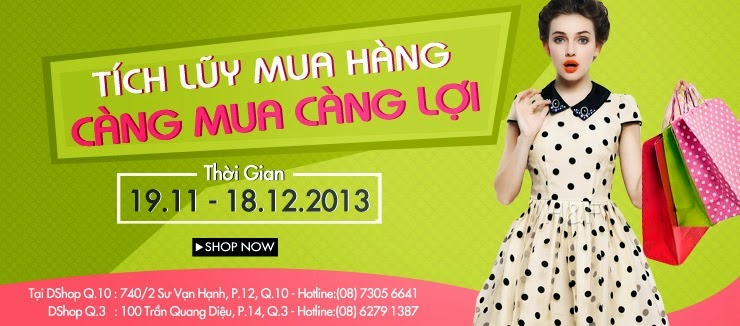 TÍCH LŨY MUA HÀNG
CÀNG MUA CÀNG LỢI
Thời Gian
19.11 - 18.12.2013
SHOP NOW
Tại DShop Q.10 : 740/2 Sư Vạn Hạnh, P.12, Q.10 - Hotline:(08) 7305 6641
DShop Q.3 : 100 Trần Quang Diệu, P.14, Q.3 - Hotline:(08) 6279 1387